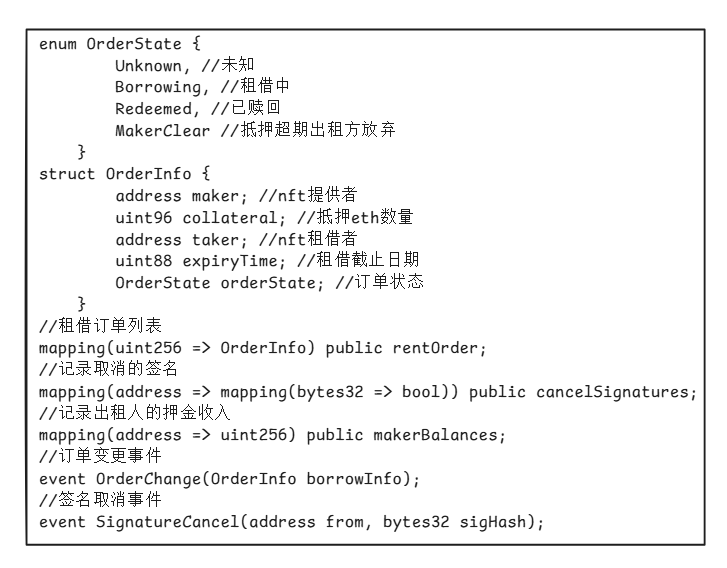 enum OrderState {
        Unknown, //未知
        Borrowing, //租借中
        Redeemed, //已赎回
        MakerClear //抵押超期出租方放弃
    }
struct OrderInfo {
        address maker; //nft提供者
        uint96 collateral; //抵押eth数量
        address taker; //nft租借者
        uint88 expiryTime; //租借截止日期
        OrderState orderState; //订单状态
    }
//租借订单列表
mapping(uint256 => OrderInfo) public rentOrder;
//记录取消的签名
mapping(address => mapping(bytes32 => bool)) public cancelSignatures;
//记录出租人的押金收入
mapping(address => uint256) public makerBalances;
//订单变更事件
event OrderChange(OrderInfo borrowInfo);
//签名取消事件
event SignatureCancel(address from, bytes32 sigHash);